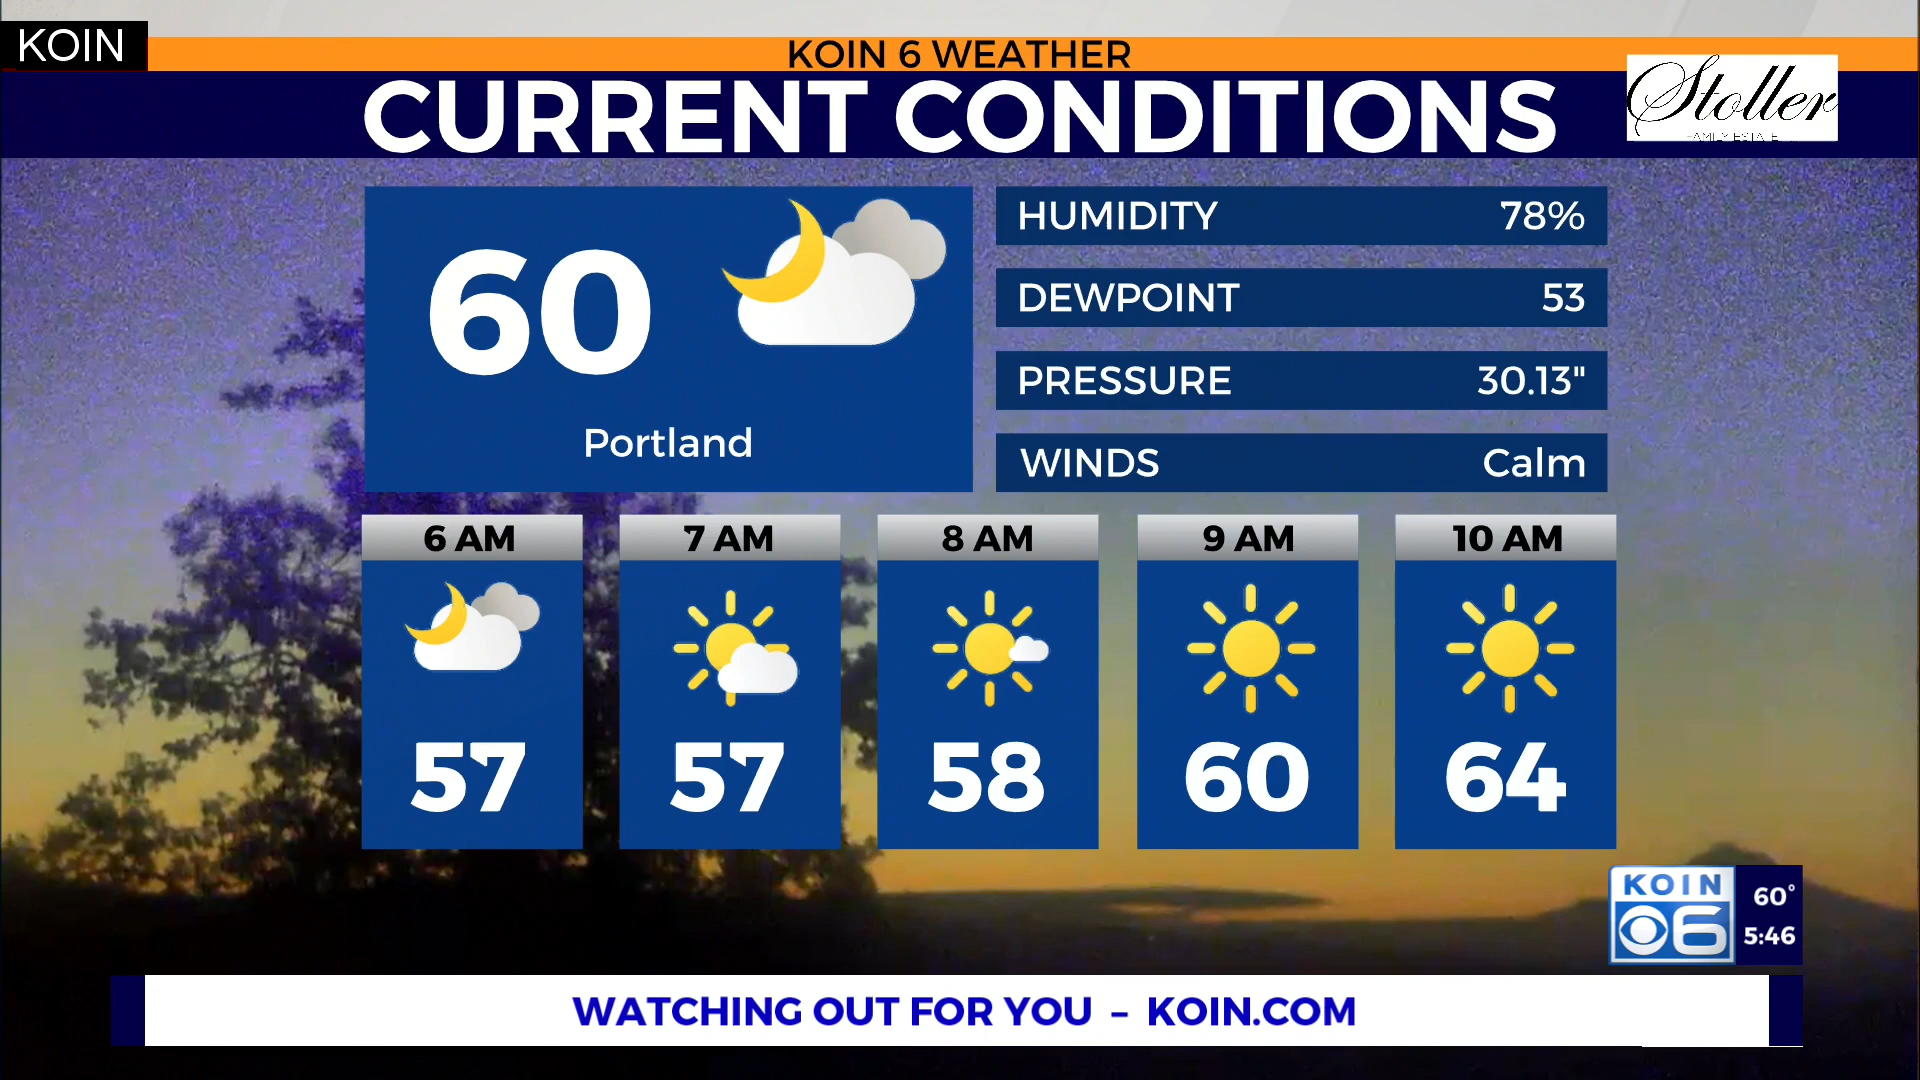 KOIN
KOIN 6 WEATHER
CURRENT CONDITIONS
Stoller
FAMILY ESTATE
60
Portland
HUMIDITY 78%
DEWPOINT 53
PRESSURE 30.13"
WINDS Calm
6 AM 7 AM 8 AM 9 AM 10 AM
57 57 58 60 64
KOIN
6
60°
5:46
WATCHING OUT FOR YOU – KOIN.COM